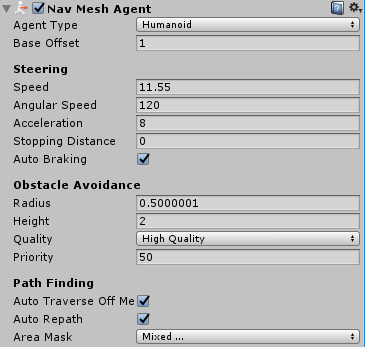 Nav Mesh Agent
Agent Type Humanoid
Base Offset 1
Steering
Speed 11.55
Angular Speed 120
Acceleration 8
Stopping Distance 0
Auto Braking
Obstacle Avoidance
Radius 0.5000001
Height 2
Quality High Quality
Priority 50
Path Finding
Auto Traverse Off Me
Auto Repath
Area Mask Mixed ...